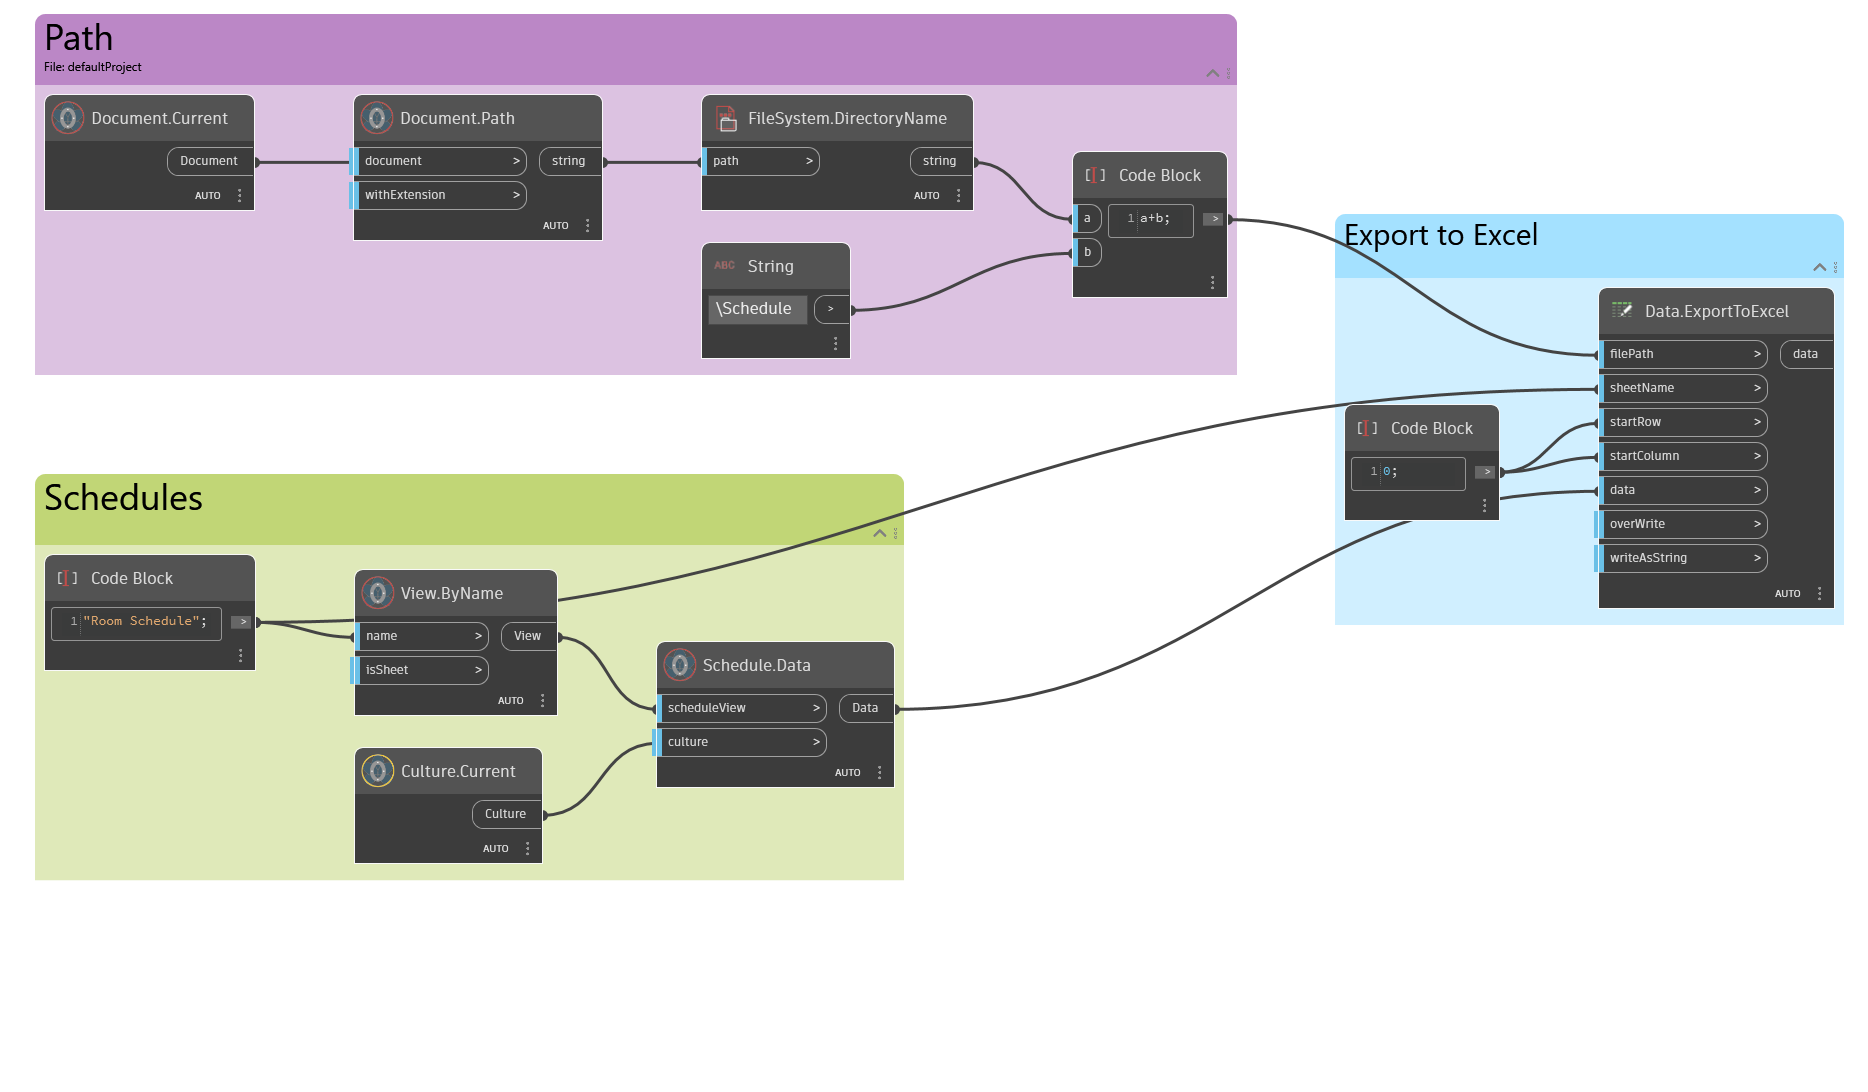 Path
File: defaultProject
Document.Current
Document
AUTO
Document.Path
document >
string
withExtension >
AUTO
FileSystem.DirectoryName
path >
string
AUTO
ABC String
\Schedule
>
[I] Code Block
a
1 a+b;
>
b
Export to Excel
Data.ExportToExcel
filePath >
data
sheetName >
startRow >
startColumn >
data >
overWrite >
writeAsString >
AUTO
[I] Code Block
1 0;
>
Schedules
[I] Code Block
1 "Room Schedule";
>
View.ByName
name >
View
isSheet >
AUTO
Culture.Current
Culture
AUTO
Schedule.Data
scheduleView >
Data
culture >
AUTO